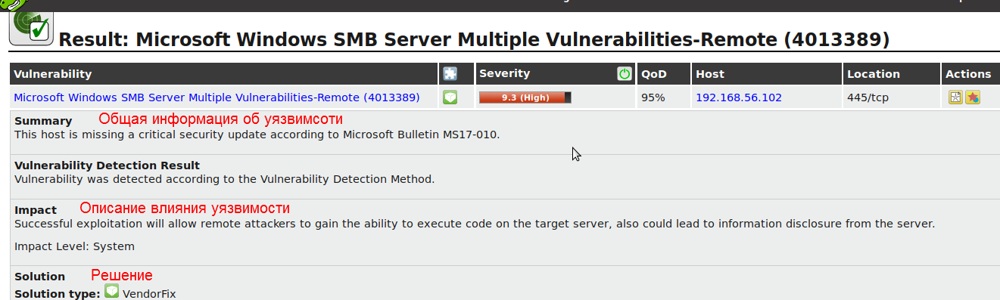 Result: Microsoft Windows SMB Server Multiple Vulnerabilities-Remote (4013389)
Vulnerability Severity QoD Host Location Actions
Microsoft Windows SMB Server Multiple Vulnerabilities-Remote (4013389) 9.3 (High) 95% 192.168.56.102 445/tcp
Summary Общая информация об уязвимсоти
This host is missing a critical security update according to Microsoft Bulletin MS17-010.
Vulnerability Detection Result
Vulnerability was detected according to the Vulnerability Detection Method.
Impact Описание влияния уязвимости
Successful exploitation will allow remote attackers to gain the ability to execute code on the target server, also could lead to information disclosure from the server.
Impact Level: System
Solution Решение
Solution type: VendorFix